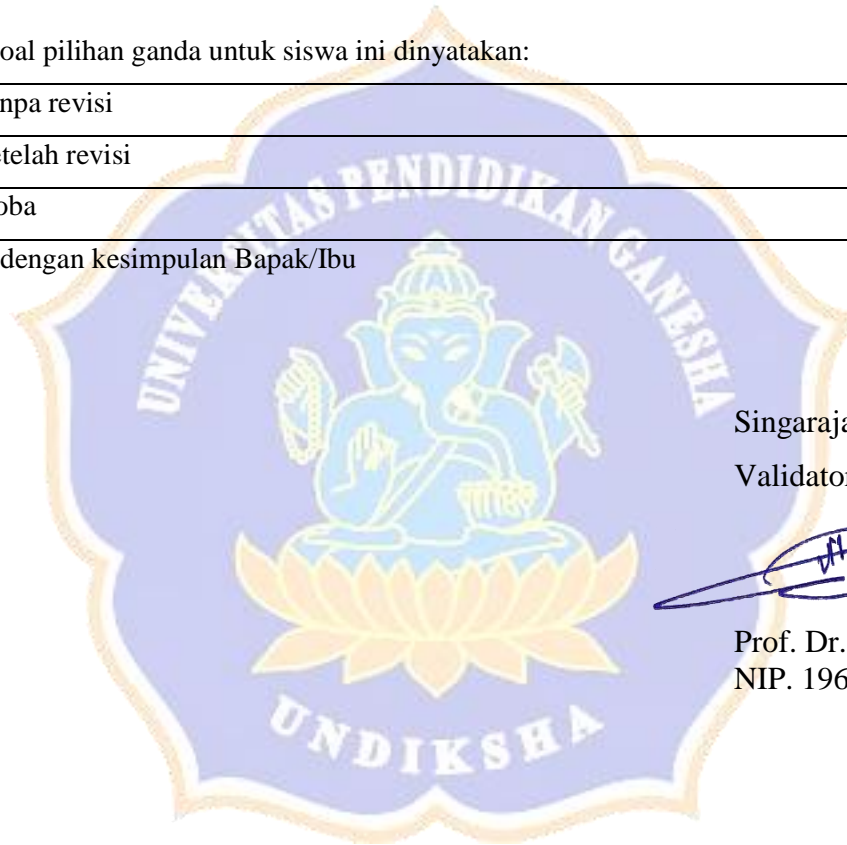 oal pilihan ganda untuk siswa ini dinyatakan:
npa revisi
telah revisi
oba
dengan kesimpulan Bapak/Ibu
UNIVERSITAS PENDIDIKAN GANESHA
Singaraja
Validator
Prof. Dr.
NIP. 196
UNDIKSHA